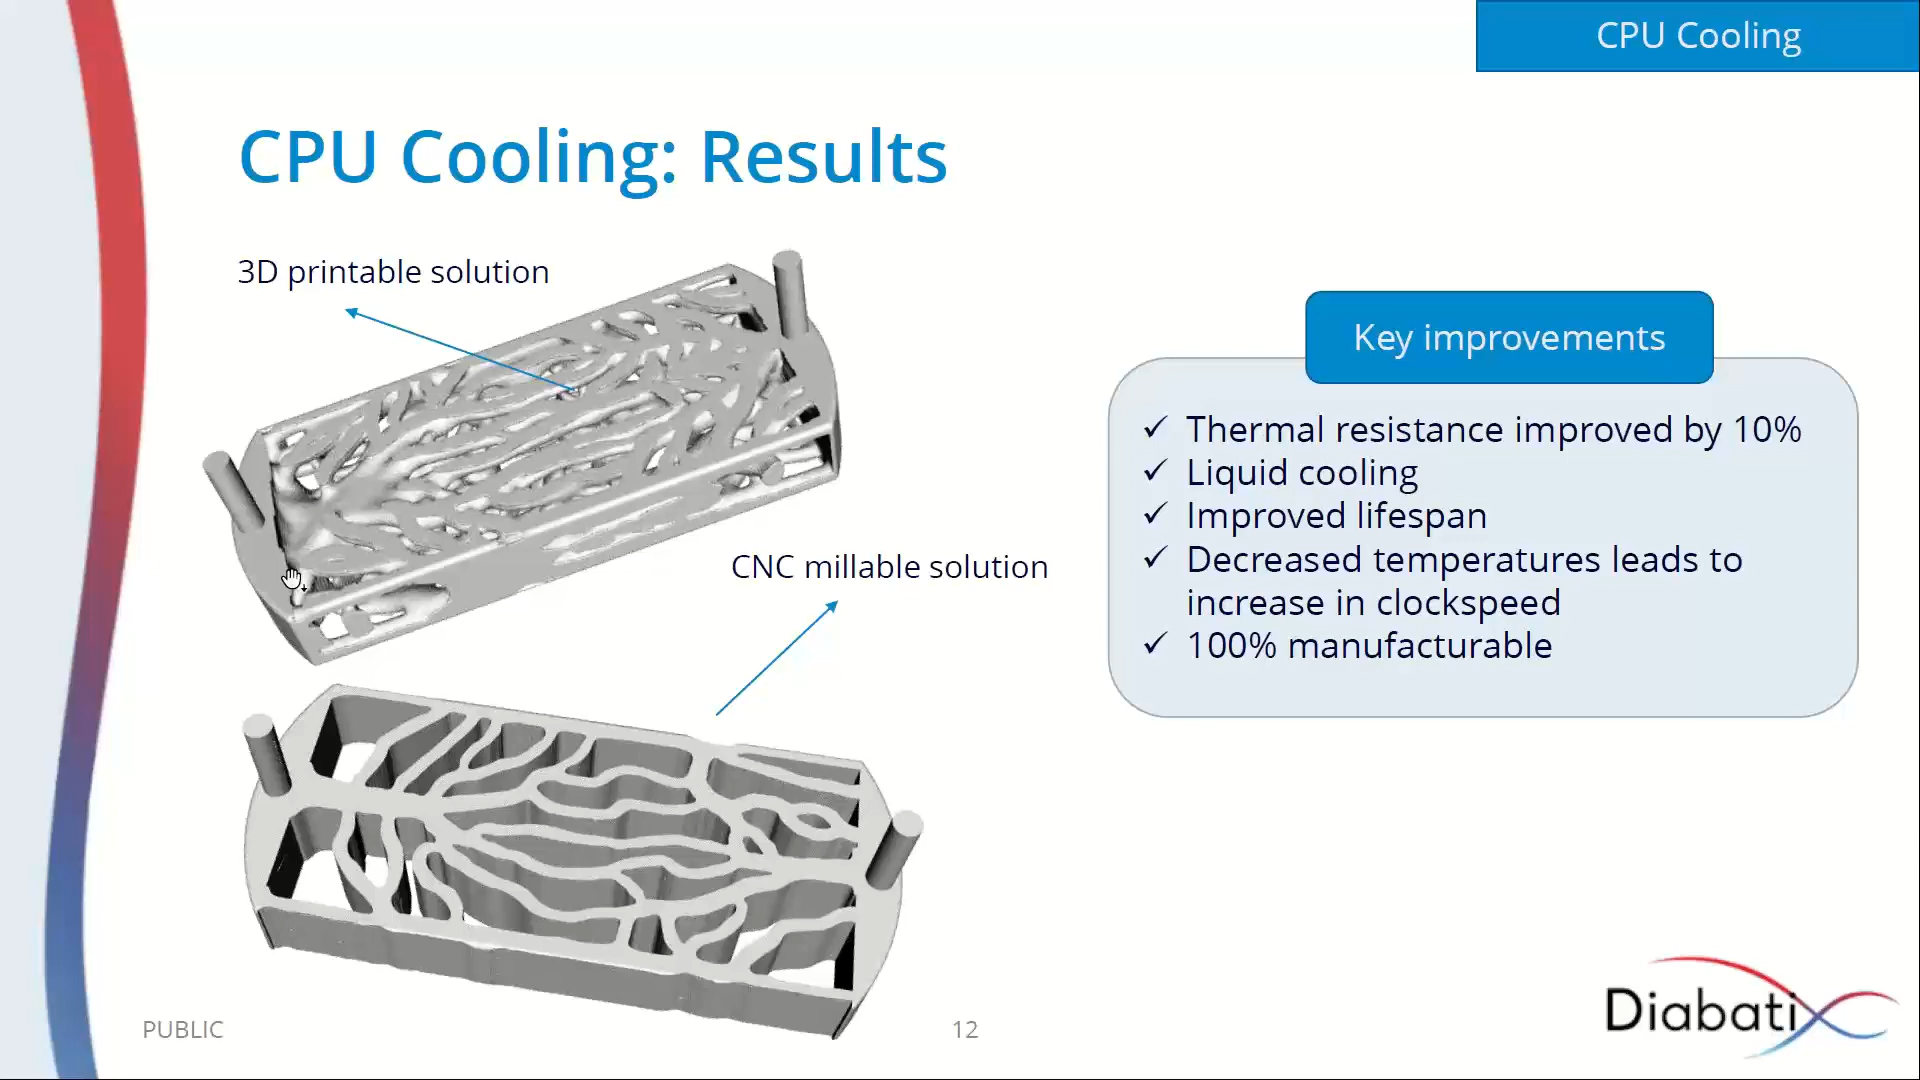 CPU Cooling
CPU Cooling: Results
3D printable solution
CNC millable solution
Key improvements
✓ Thermal resistance improved by 10%
✓ Liquid cooling
✓ Improved lifespan
✓ Decreased temperatures leads to
increase in clockspeed
✓ 100% manufacturable
PUBLIC
12
Diabatix